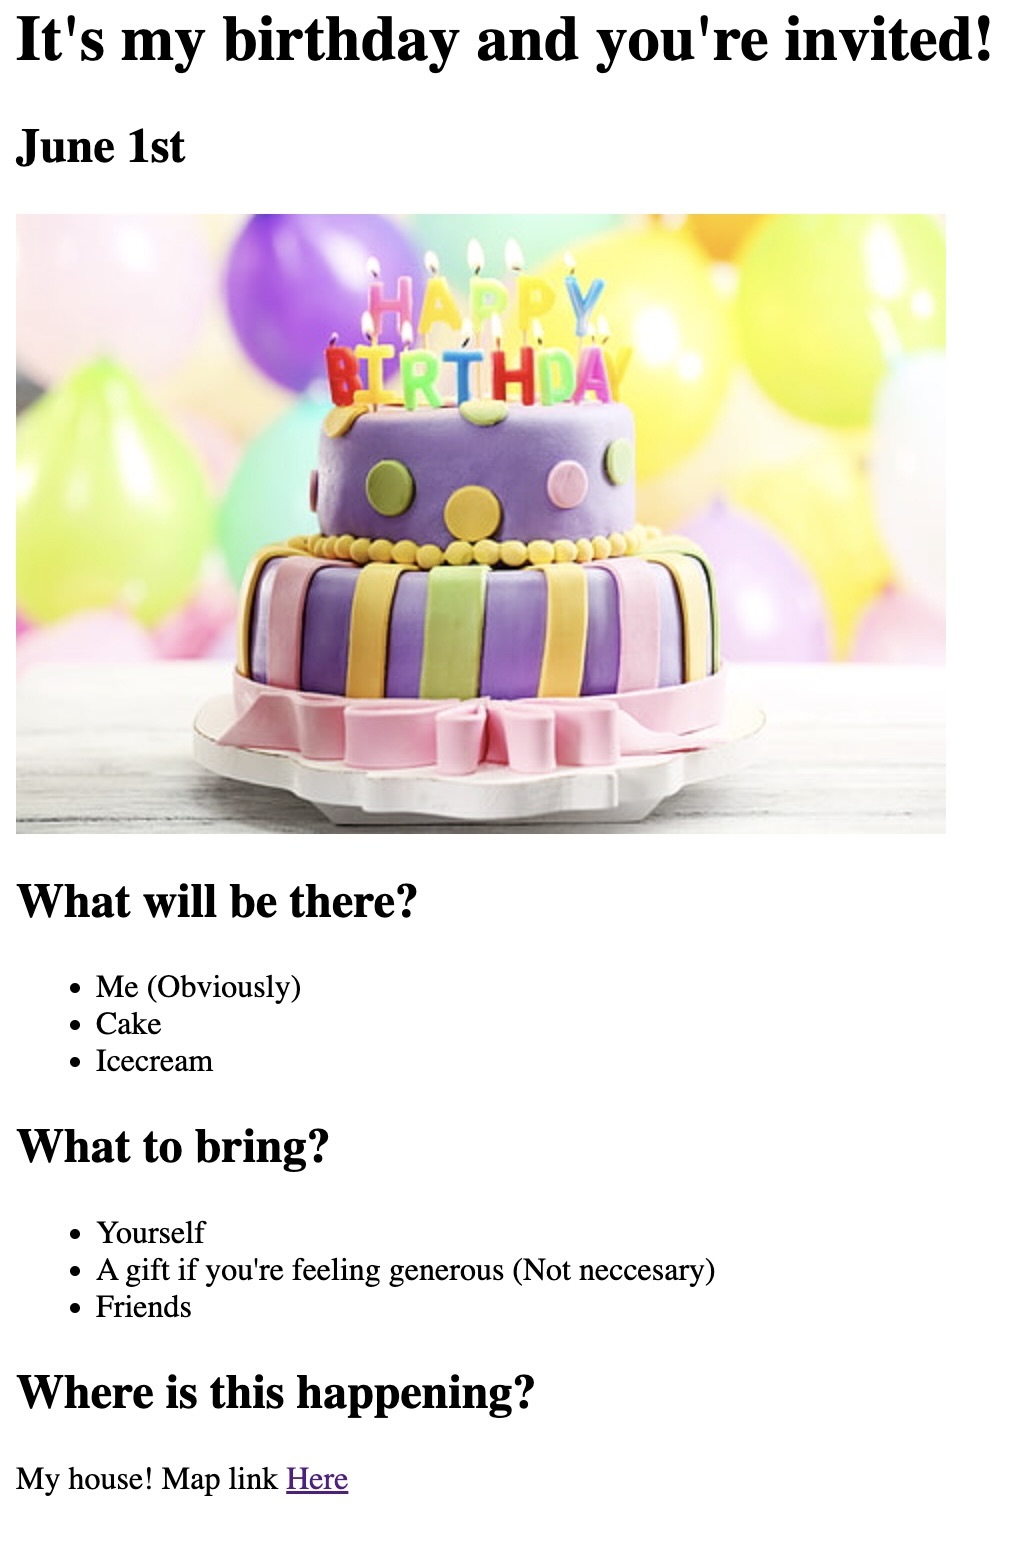 It's my birthday and you're invited!
June 1st
HAPPY
BIRTHDAY
What will be there?
Me (Obviously)
Cake
Icecream
What to bring?
Yourself
A gift if you're feeling generous (Not neccesary)
Friends
Where is this happening?
My house! Map link Here